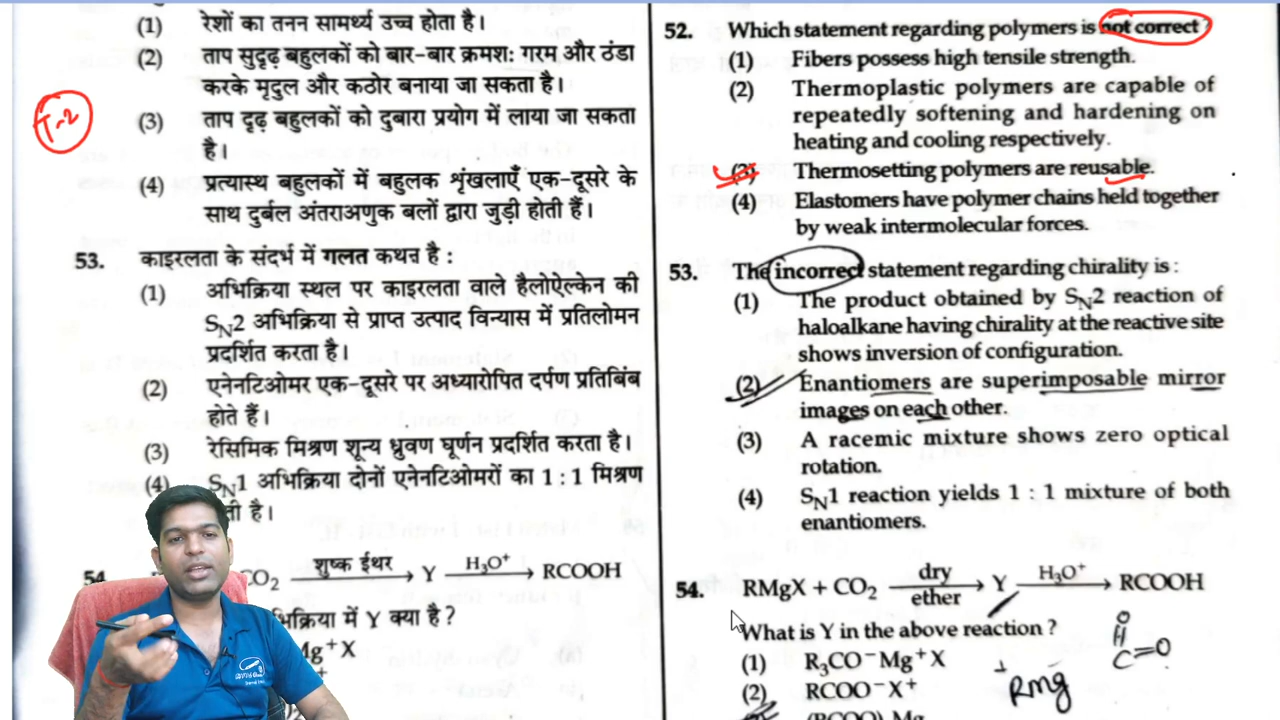 (1) रेशों का तनन सामर्थ्य उच्च होता है।
(2) ताप सुदृढ़ बहुलकों को बार-बार क्रमशः गरम और ठंडा
करके मृदुल और कठोर बनाया जा सकता है।
T-2
(3) ताप दृढ़ बहुलकों को दुबारा प्रयोग में लाया जा सकता
है।
(4) प्रत्यास्थ बहुलकों में बहुलक शृंखलाएँ एक-दूसरे के
साथ दुर्बल अंतराअणुक बलों द्वारा जुड़ी होती हैं।
53. काइरलता के संदर्भ में गलत कथन है :
(1) अभिक्रिया स्थल पर काइरलता वाले हैलोऐल्केन की
SN2 अभिक्रिया से प्राप्त उत्पाद विन्यास में प्रतिलोमन
प्रदर्शित करता है।
(2) एनेनटिओमर एक-दूसरे पर अध्यारोपित दर्पण प्रतिबिंब
होते हैं।
(3) रेसिमिक मिश्रण शून्य ध्रुवण घूर्णन प्रदर्शित करता है।
(4) SN1 अभिक्रिया दोनों एनेनटिओमरों का 1 : 1 मिश्रण
है।
54. CO2 शुष्क ईथर → Y H3O+ → RCOOH
में Y क्या है ?
Mg+X
52. Which statement regarding polymers is not correct ?
(1) Fibers possess high tensile strength.
(2) Thermoplastic polymers are capable of
repeatedly softening and hardening on
heating and cooling respectively.
(3) Thermosetting polymers are reusable.
(4) Elastomers have polymer chains held together
by weak intermolecular forces.
53. The incorrect statement regarding chirality is :
(1) The product obtained by SN2 reaction of
haloalkane having chirality at the reactive site
shows inversion of configuration.
(2) Enantiomers are superimposable mirror
images on each other.
(3) A racemic mixture shows zero optical
rotation.
(4) SN1 reaction yields 1 : 1 mixture of both
enantiomers.
54. RMgX + CO2 dry ether → Y H3O+ → RCOOH
What is Y in the above reaction ?
(1) R3CO−Mg+X
(2) RCOO−X+
(RCOO) Mg
O
C=O
RMg